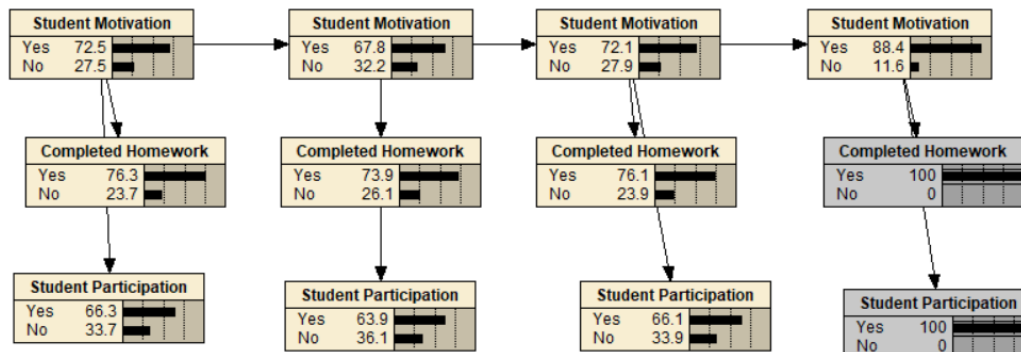 Student Motivation
Yes 72.5
No 27.5
Student Motivation
Yes 67.8
No 32.2
Student Motivation
Yes 72.1
No 27.9
Student Motivation
Yes 88.4
No 11.6
Completed Homework
Yes 76.3
No 23.7
Completed Homework
Yes 73.9
No 26.1
Completed Homework
Yes 76.1
No 23.9
Completed Homework
Yes 100
No 0
Student Participation
Yes 66.3
No 33.7
Student Participation
Yes 63.9
No 36.1
Student Participation
Yes 66.1
No 33.9
Student Participation
Yes 100
No 0